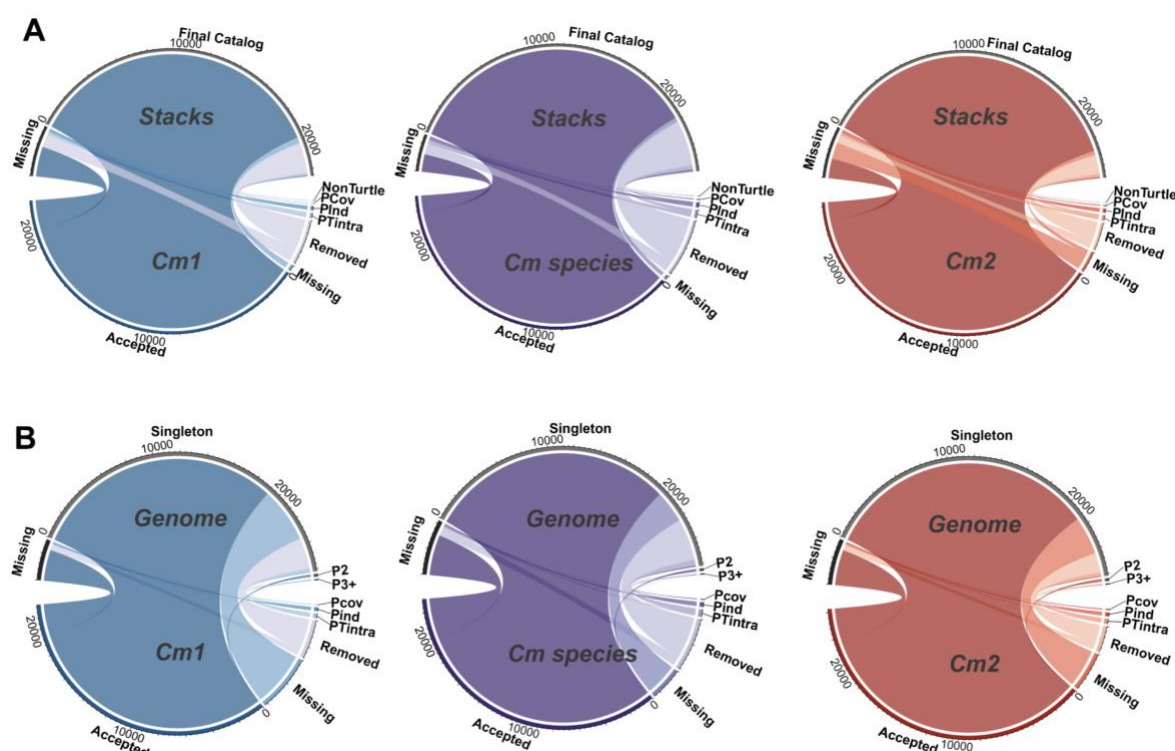 A
Final Catalog
10000
20000
0
Missing
Stacks
NonTurtle
PCov
PInd
PTintra
Removed
Missing
0
20000
Cm1
10000
Accepted
Final Catalog
10000
20000
0
Missing
Stacks
NonTurtle
PCov
PInd
PTintra
Removed
Missing
0
20000
Cm species
10000
Accepted
Final Catalog
10000
20000
0
Missing
Stacks
NonTurtle
PCov
PInd
PTintra
Removed
Missing
0
20000
Cm2
10000
Accepted
B
Singleton
10000
20000
0
Missing
Genome
P2
P3+
Pcov
Pind
PTintra
Removed
Missing
0
20000
Cm1
10000
Accepted
Singleton
10000
20000
0
Missing
Genome
P2
P3+
Pcov
Pind
PTintra
Removed
Missing
0
20000
Cm species
10000
Accepted
Singleton
10000
20000
0
Missing
Genome
P2
P3+
Pcov
Pind
PTintra
Removed
Missing
0
20000
Cm2
10000
Accepted